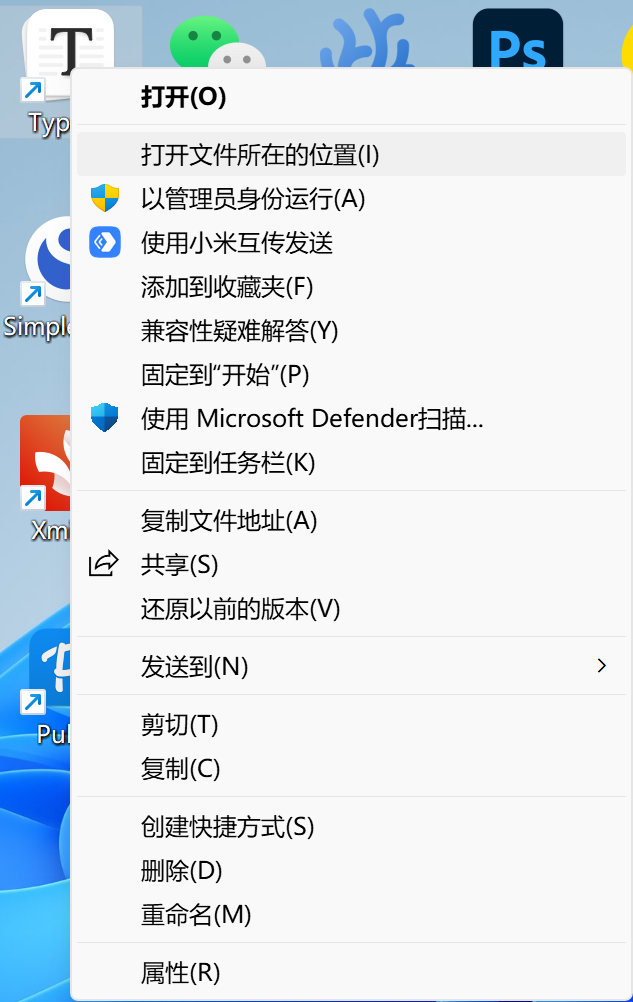 T
Ps
Typ
打开(O)
打开文件所在的位置(I)
以管理员身份运行(A)
使用小米互传发送
添加到收藏夹(F)
Simple
兼容性疑难解答(Y)
固定到“开始”(P)
使用 Microsoft Defender扫描...
固定到任务栏(K)
复制文件地址(A)
Xmi
共享(S)
还原以前的版本(V)
发送到(N)
剪切(T)
Pul
复制(C)
创建快捷方式(S)
删除(D)
重命名(M)
属性(R)